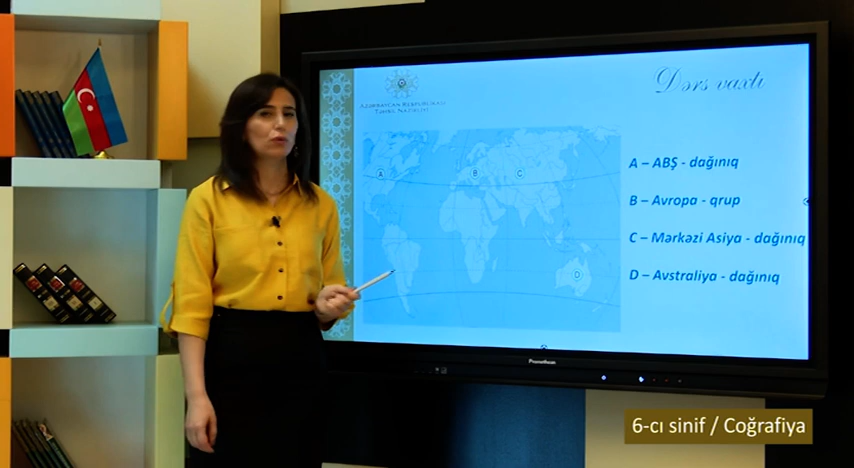 Dərs vaxtı
AZƏRBAYCAN RESPUBLİKASI
TƏHSİL NAZİRLİYİ
A – ABŞ - dağınıq
B – Avropa - qrup
C – Mərkəzi Asiya - dağınıq
D – Avstraliya - dağınıq
A
B
C
D
Promethean
6-cı sinif / Coğrafiya